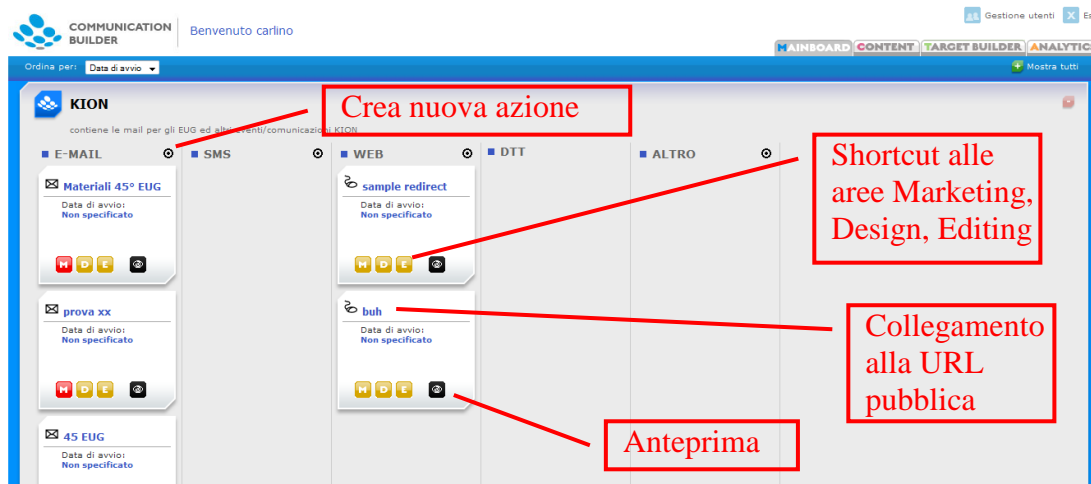 Gestione utenti
COMMUNICATION
BUILDER
Benvenuto carlino
MAINBOARD CONTENT TARGET BUILDER ANALYTIC
Ordina per: Data di avvio
Mostra tutti
KION
Crea nuova azione
contiene le mail per gli EUG ed altri eventi/comunicazioni KION
E-MAIL
SMS
WEB
DTT
ALTRO
Materiali 45° EUG
Data di avvio:
Non specificato
M D E
sample redirect
Data di avvio:
Non specificato
M D E
Shortcut alle
aree Marketing,
Design, Editing
prova xx
Data di avvio:
Non specificato
M D E
buh
Data di avvio:
Non specificato
M D E
Collegamento
alla URL
pubblica
Anteprima
45 EUG
Data di avvio:
Non specificato